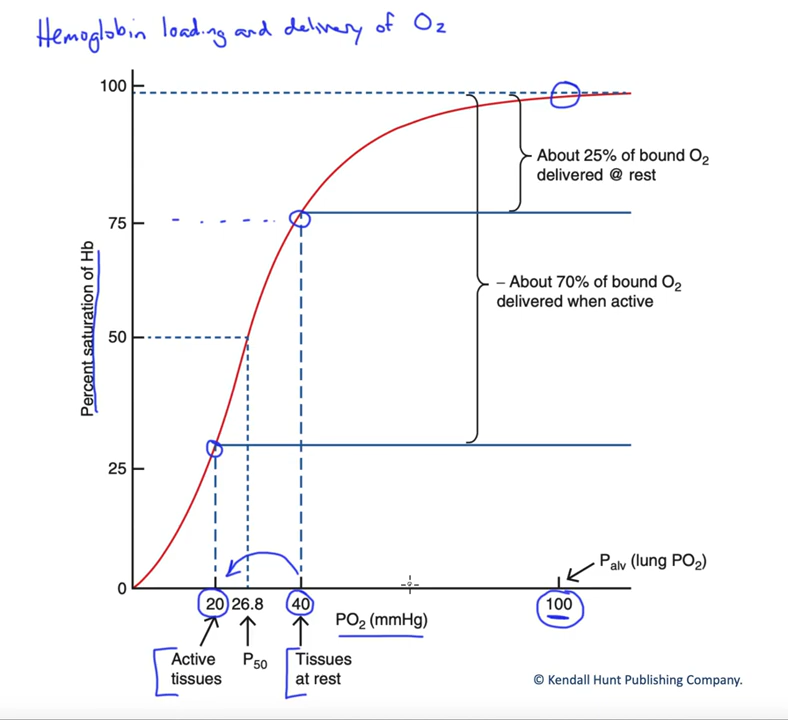 Hemoglobin loading and delivery of O2
100
About 25% of bound O2
delivered @ rest
75
Percent saturation of Hb
– About 70% of bound O2
delivered when active
50
25
Palv (lung PO2)
0
20 26.8 40 100
PO2 (mmHg)
Active
tissues
P50
Tissues
at rest
© Kendall Hunt Publishing Company.